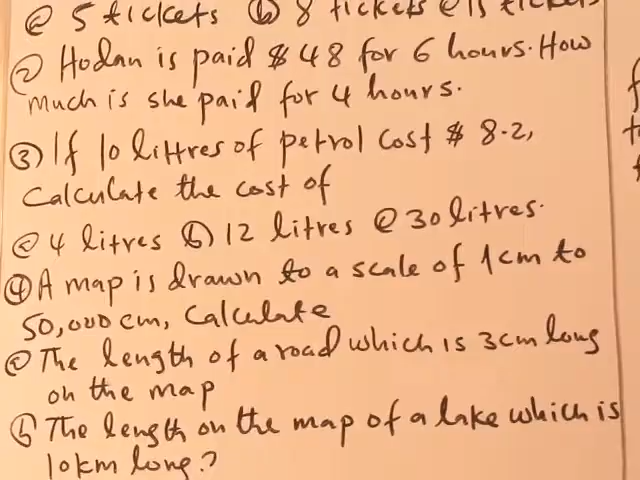 ⓐ 5 tickets ⓑ 8 tickets ⓒ 15 tickets
② Hodan is paid $48 for 6 hours. How
much is she paid for 4 hours.
③ If 10 littres of petrol cost $8.2,
Calculate the cost of
ⓐ 4 litres ⓑ 12 litres ⓒ 30 litres.
④ A map is drawn to a scale of 1cm to
50,000 cm, Calculate
ⓐ The length of a road which is 3cm long
on the map
ⓑ The length on the map of a lake which is
10km long.?